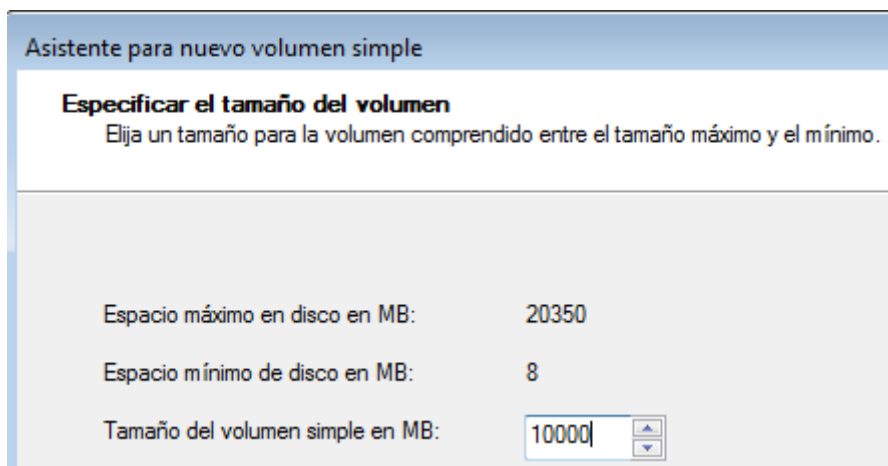 Asistente para nuevo volumen simple
Especificar el tamaño del volumen
Elija un tamaño para la volumen comprendido entre el tamaño máximo y el mínimo.
Espacio máximo en disco en MB: 20350
Espacio mínimo de disco en MB: 8
Tamaño del volumen simple en MB: 10000